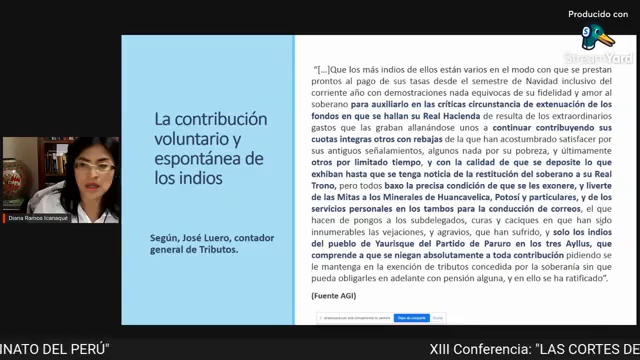 Producido con
StreamYard
La contribución
voluntario y
espontánea de
los indios
Según, José Luero, contador
general de Tributos.
“[…]Que los más indios de ellos están varios en el modo con que se prestan
prontos al pago de sus tasas desde el semestre de Navidad inclusivo del
corriente año con demostraciones nada equivocas de su fidelidad y amor al
soberano para auxiliarlo en las críticas circunstancia de extenuación de los
fondos en que se hallan su Real Hacienda de resulta de los extraordinarios
gastos que las graban allanándose unos a continuar contribuyendo sus
cuotas integras otros con rebajas de la que han acostumbrado satisfacer por
sus antiguos señalamientos, algunos nada por su pobreza, y últimamente
otros por limitado tiempo, y con la calidad de que se deposite lo que
exhiban hasta que se tenga noticia de la restitución del soberano a su Real
Trono, pero todos baxo la precisa condición de que se les exonere, y liverte de
las Mitas a los Minerales de Huancavelica, Potosí y particulares, y de
los servicios personales en los tambos para la conducción de correos, el que
hacen de pongos a los subdelegados, curas y caciques en que han sido
innumerables las vejaciones, y agravios, que han sufrido, y solo los indios
del pueblo de Yaurisque del Partido de Paruro en los tres Ayllus, que
comprende a que se niegan absolutamente a toda contribución pidiendo se
le mantenga en la exención de tributos concedida por la soberanía sin que
pueda obligarles en adelante con pensión alguna, y en ello se ha ratificado”.
(Fuente AGI)
Diana Ramos Icanaqué
INATO DEL PERÚ"
XIII Conferencia: "LAS CORTES DE